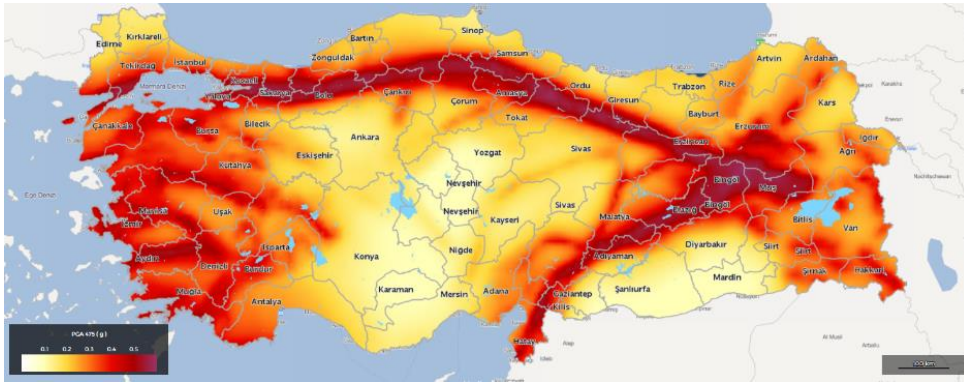 Sinop
Kırklareli
Edirne
Bartın
Zonguldak
Samsun
Artvin
Ardahan
Tekirdağ
İstanbul
Kocaeli
Marmara Denizi
Sakarya
Bolu
Çankırı
Amasya
Ordu
Giresun
Trabzon
Rize
Kars
Çorum
Bayburt
Çanakkale
Bursa
Bilecik
Tokat
Erzurum
Iğdır
Ankara
Erzincan
Ağrı
Eskişehir
Sivas
Yozgat
Kütahya
Nakhchivan
Bingöl
Muş
Ege Denizi
Manisa
Uşak
Nevşehir
Nevşehir
Sivas
Kayseri
Malatya
Elazığ
Bingöl
Bitlis
Van
İzmir
Isparta
Konya
Niğde
Adıyaman
Diyarbakır
Siirt
Siirt
Aydın
Denizli
Burdur
Mardin
Şırnak
Hakkari
Muğla
Antalya
Karaman
Mersin
Adana
Gaziantep
Şanlıurfa
Kilis
Hatay
PGA 475 ( g )
0.1 0.2 0.3 0.4 0.5